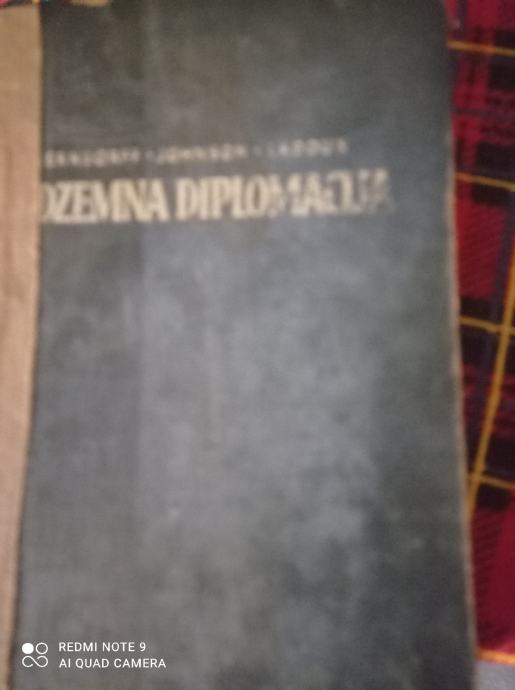 JOHNSON • LADOUX
DZEMNA DIPLOMACIJA
REDMI NOTE 9
AI QUAD CAMERA